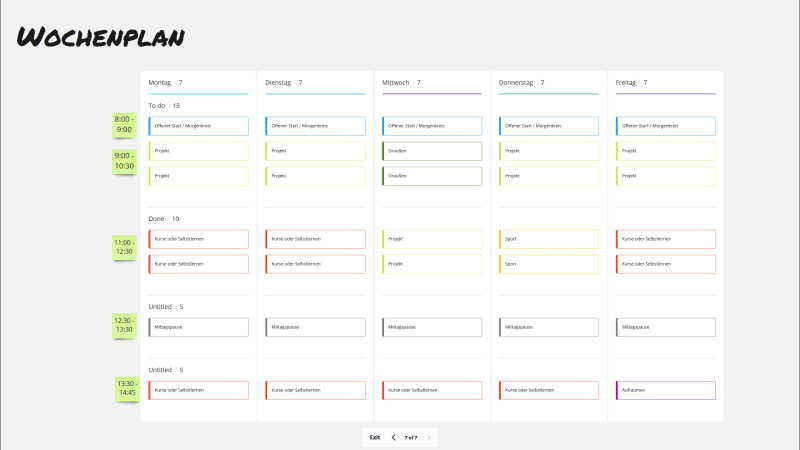 Wochenplan
Montag 7 Dienstag 7 Mittwoch 7 Donnerstag 7 Freitag 7
To do 15
8:00 - 9:00 Offener Start / Morgenkreis Offener Start / Morgenkreis Offener Start / Morgenkreis Offener Start / Morgenkreis Offener Start / Morgenkreis
9:00 - 10:30 Projekt Projekt Draußen Projekt Projekt
Projekt Projekt Draußen Projekt Projekt
Done 10
11:00 - 12:30 Kurse oder Selbstlernen Kurse oder Selbstlernen Projekt Sport Kurse oder Selbstlernen
Kurse oder Selbstlernen Kurse oder Selbstlernen Projekt Sport Kurse oder Selbstlernen
Untitled 5
12:30 - 13:30 Mittagspause Mittagspause Mittagspause Mittagspause Mittagspause
Untitled 5
13:30 - 14:45 Kurse oder Selbstlernen Kurse oder Selbstlernen Kurse oder Selbstlernen Kurse oder Selbstlernen Aufräumen
Exit 7 of 7